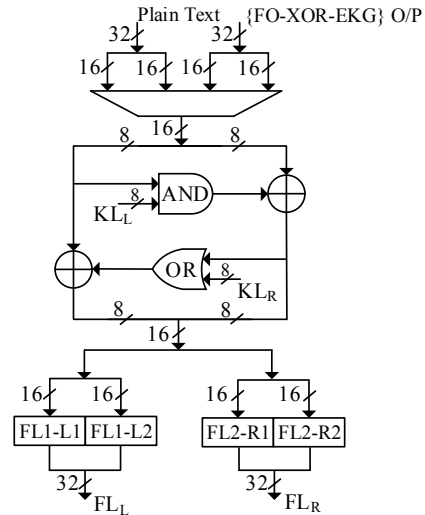 Plain Text {FO-XOR-EKG} O/P
32 32
16 16 16 16
16
8 8
AND
8
KLL
OR
8
KLR
8 8
16
16 16 16 16
FL1-L1 FL1-L2 FL2-R1 FL2-R2
32 32
FLL FLR